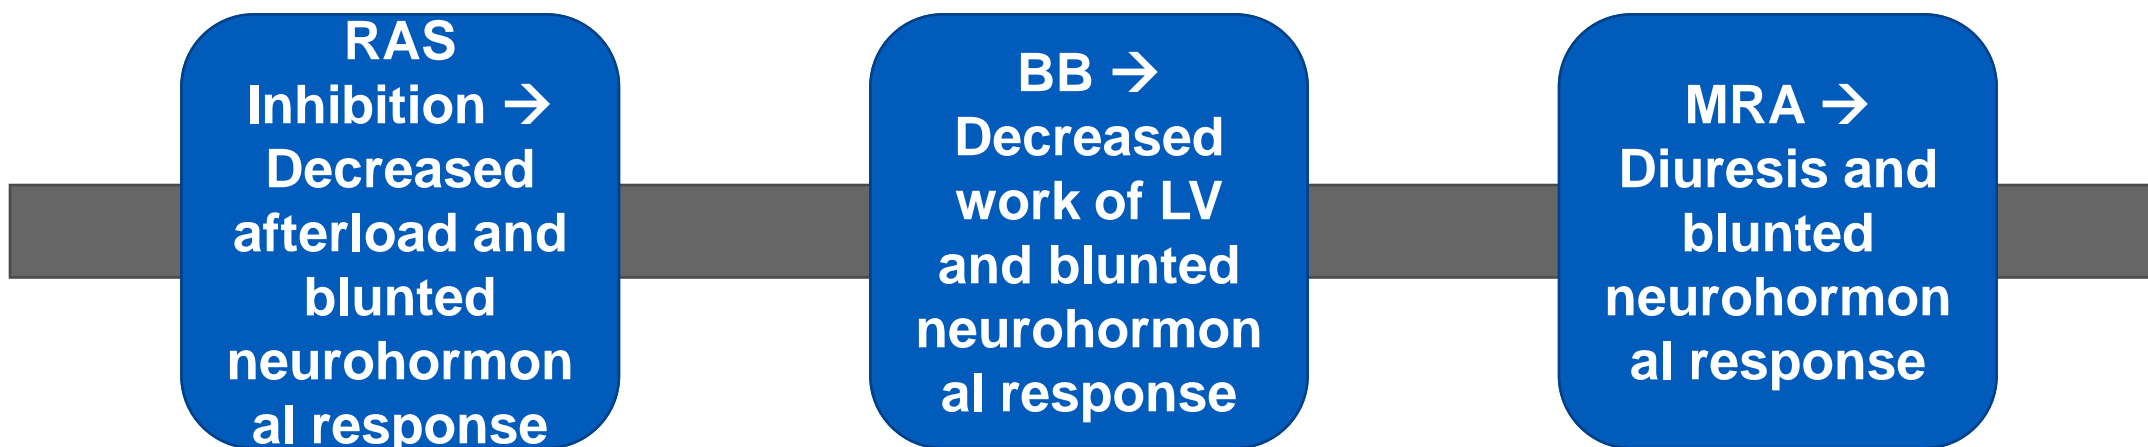 RAS
Inhibition →
Decreased
afterload and
blunted
neurohormon
al response
BB →
Decreased
work of LV
and blunted
neurohormon
al response
MRA →
Diuresis and
blunted
neurohormon
al response